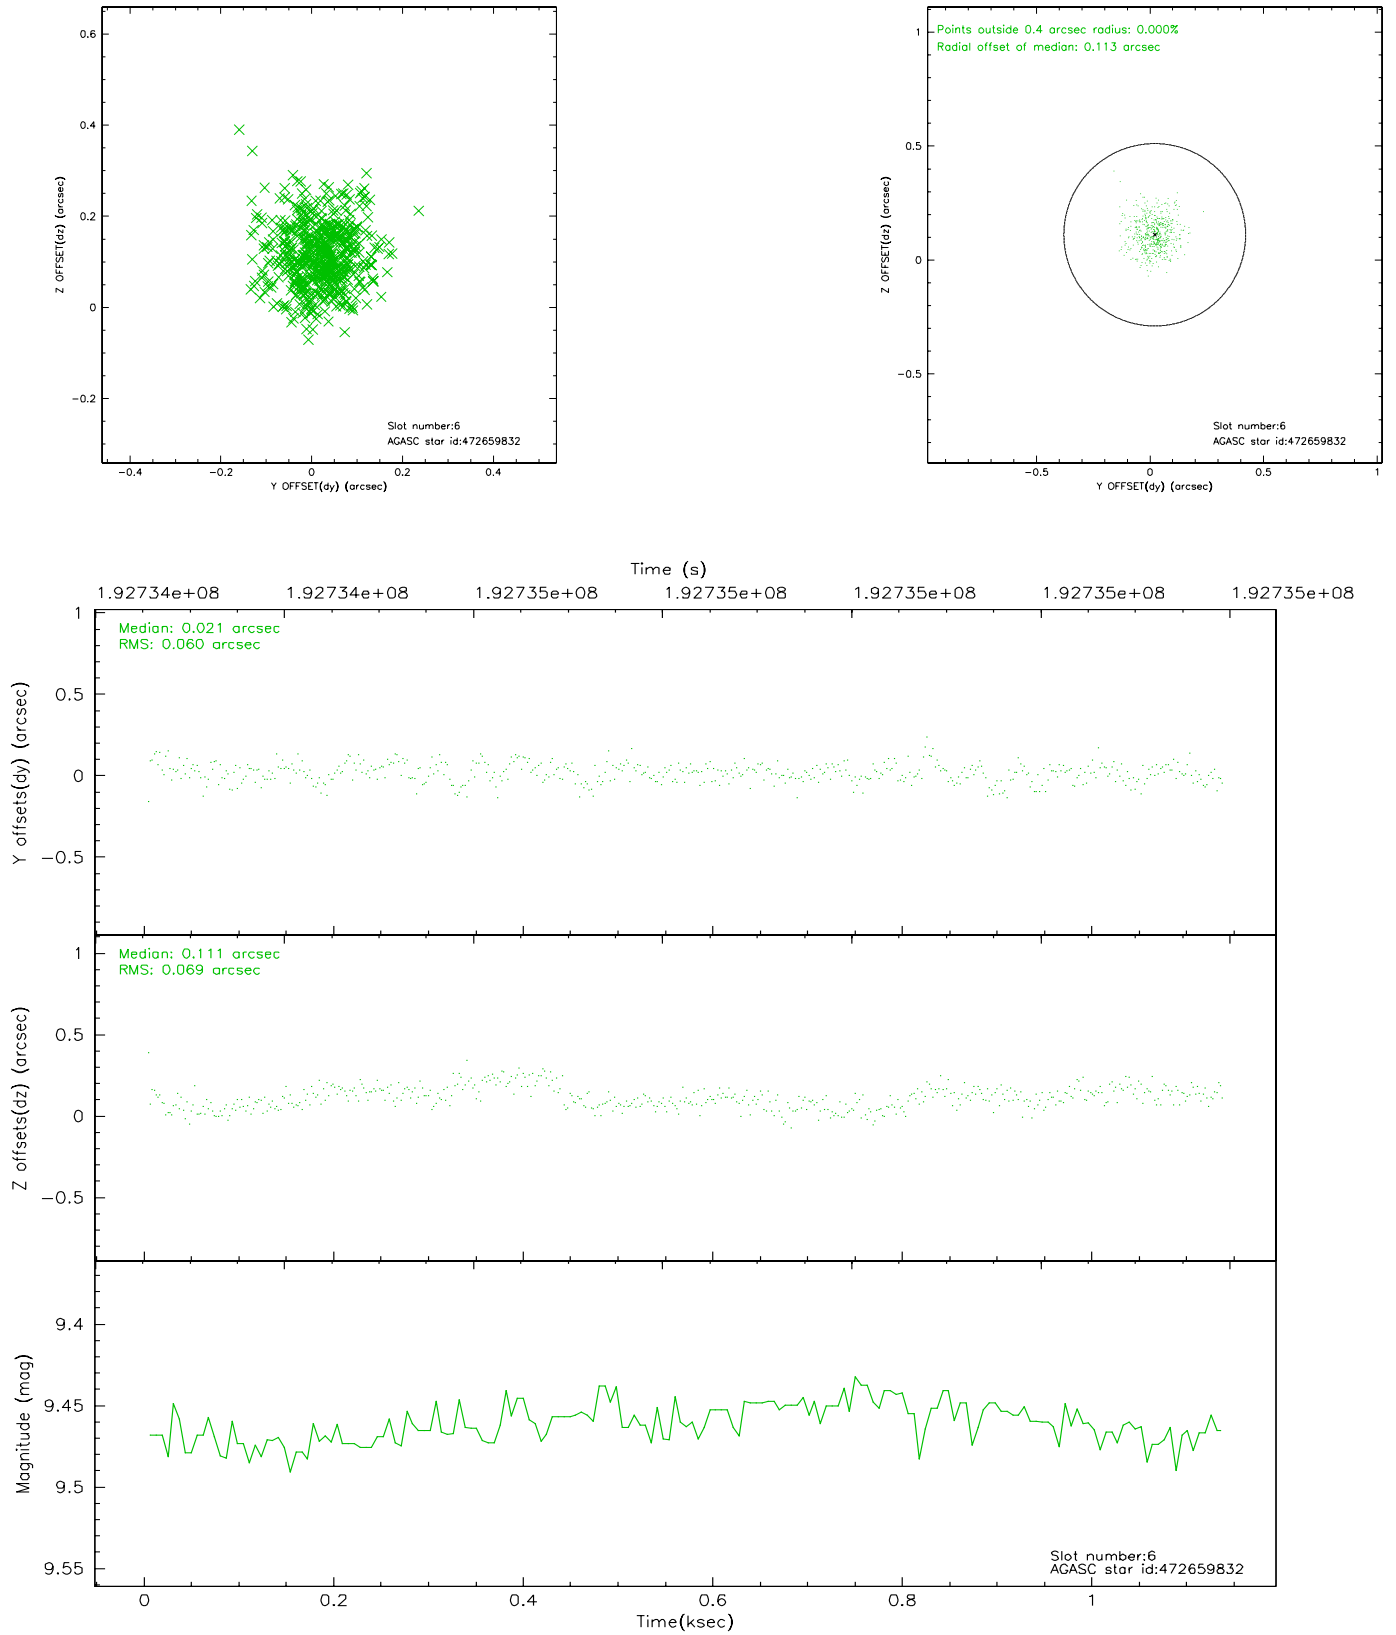 0.6
0.4
0.2
0
−0.2
Z OFFSET(dz) (arcsec)
−0.4
−0.2
0
0.2
0.4
Y OFFSET(dy) (arcsec)
Slot number:6
AGASC star id:472659832
Points outside 0.4 arcsec radius: 0.000%
Radial offset of median: 0.113 arcsec
1
0.5
0
−0.5
Z OFFSET(dz) (arcsec)
−0.5
0
0.5
1
Y OFFSET(dy) (arcsec)
Slot number:6
AGASC star id:472659832
Time (s)
1.92734e+08 1.92734e+08 1.92735e+08 1.92735e+08 1.92735e+08 1.92735e+08 1.92735e+08
Median: 0.021 arcsec
RMS: 0.060 arcsec
1
0.5
0
−0.5
Y offsets(dy) (arcsec)
Median: 0.111 arcsec
RMS: 0.069 arcsec
1
0.5
0
−0.5
Z offsets(dz) (arcsec)
9.4
9.45
9.5
9.55
Magnitude (mag)
Slot number:6
AGASC star id:472659832
0 0.2 0.4 0.6 0.8 1
Time(ksec)